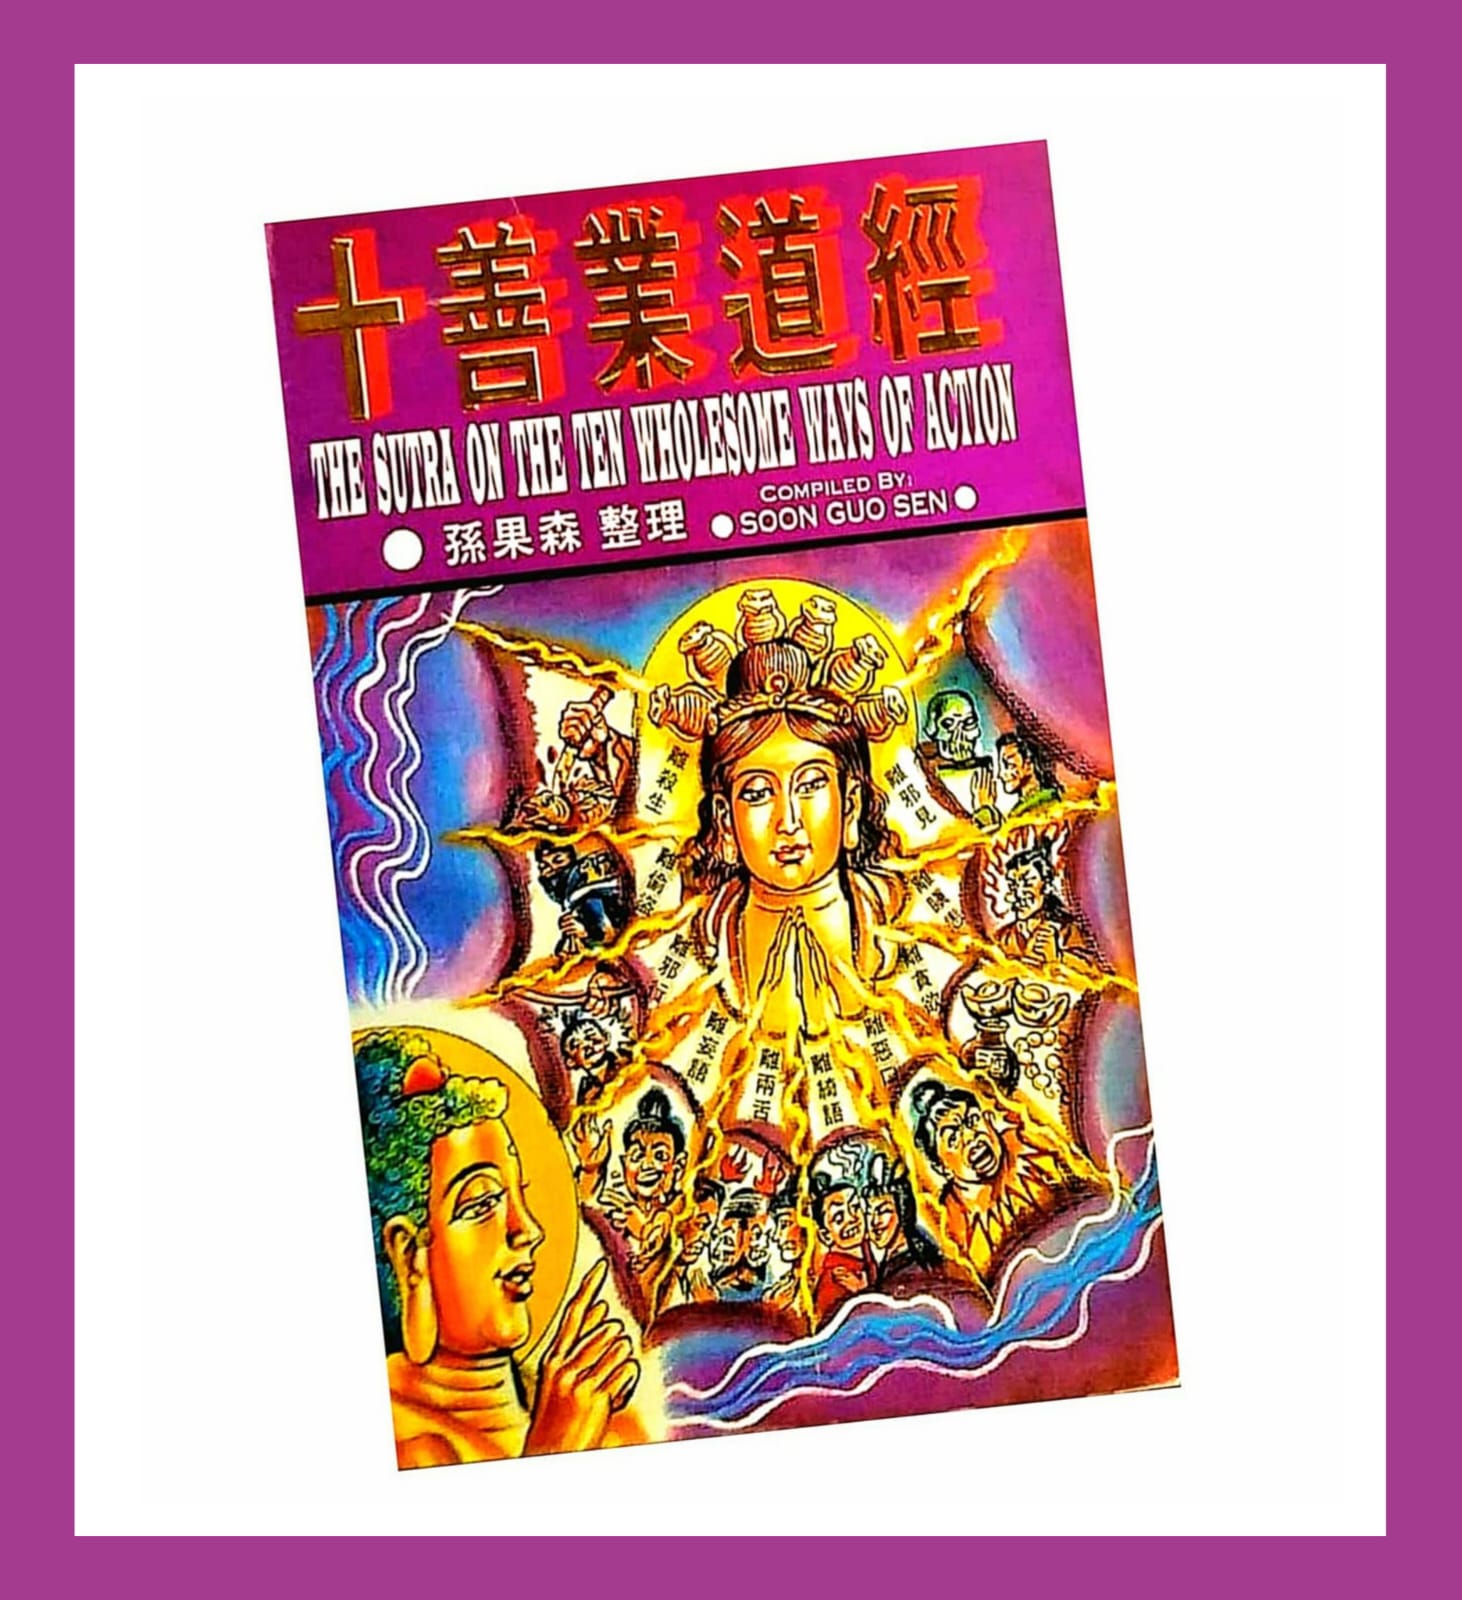 十善業道經
THE SUTRA ON THE TEN WHOLESOME WAYS OF ACTION
孫果森 整理
COMPILED BY:
SOON GUO SEN
離殺生
離偷盜
離邪行
離妄語
離兩舌
離綺語
離惡口
離貪欲
離瞋恚
離邪見